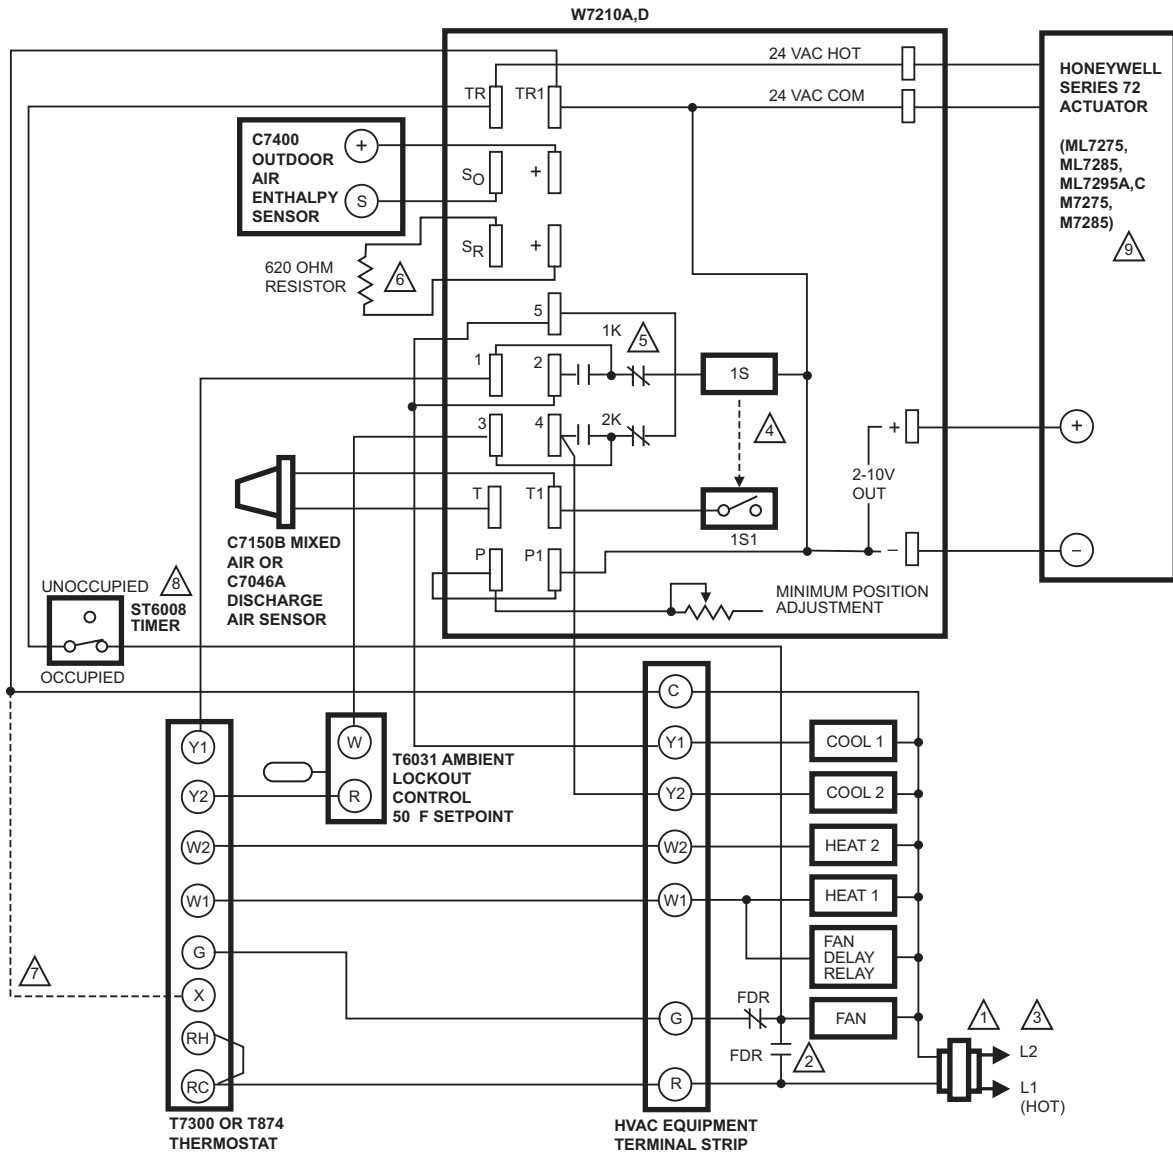 W7210A,D
24 VAC HOT
24 VAC COM
TR
TR1
HONEYWELL
SERIES 72
ACTUATOR
(ML7275,
ML7285,
ML7295A,C
M7275,
M7285)
9
C7400
OUTDOOR
AIR
ENTHALPY
SENSOR
+
S
SO
+
SR
+
620 OHM
RESISTOR
6
5
1K
5
1
2
1S
3
4
2K
4
+
+
2-10V
OUT
T
T1
1S1
C7150B MIXED
AIR OR
C7046A
DISCHARGE
AIR SENSOR
P
P1
–
–
MINIMUM POSITION
ADJUSTMENT
UNOCCUPIED
8
ST6008
TIMER
OCCUPIED
C
Y1
W
T6031 AMBIENT
LOCKOUT
CONTROL
50 F SETPOINT
Y1
COOL 1
Y2
R
Y2
COOL 2
W2
W2
HEAT 2
W1
W1
HEAT 1
G
FAN
DELAY
RELAY
7
X
FDR
G
FAN
1
3
RH
FDR
2
L2
RC
R
L1
(HOT)
T7300 OR T874
THERMOSTAT
HVAC EQUIPMENT
TERMINAL STRIP